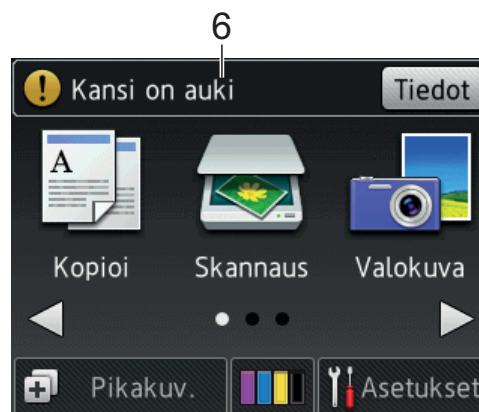 6
Kansi on auki
Tiedot
A
Kopioi
Skannaus
Valokuva
Pikakuv.
Asetukset